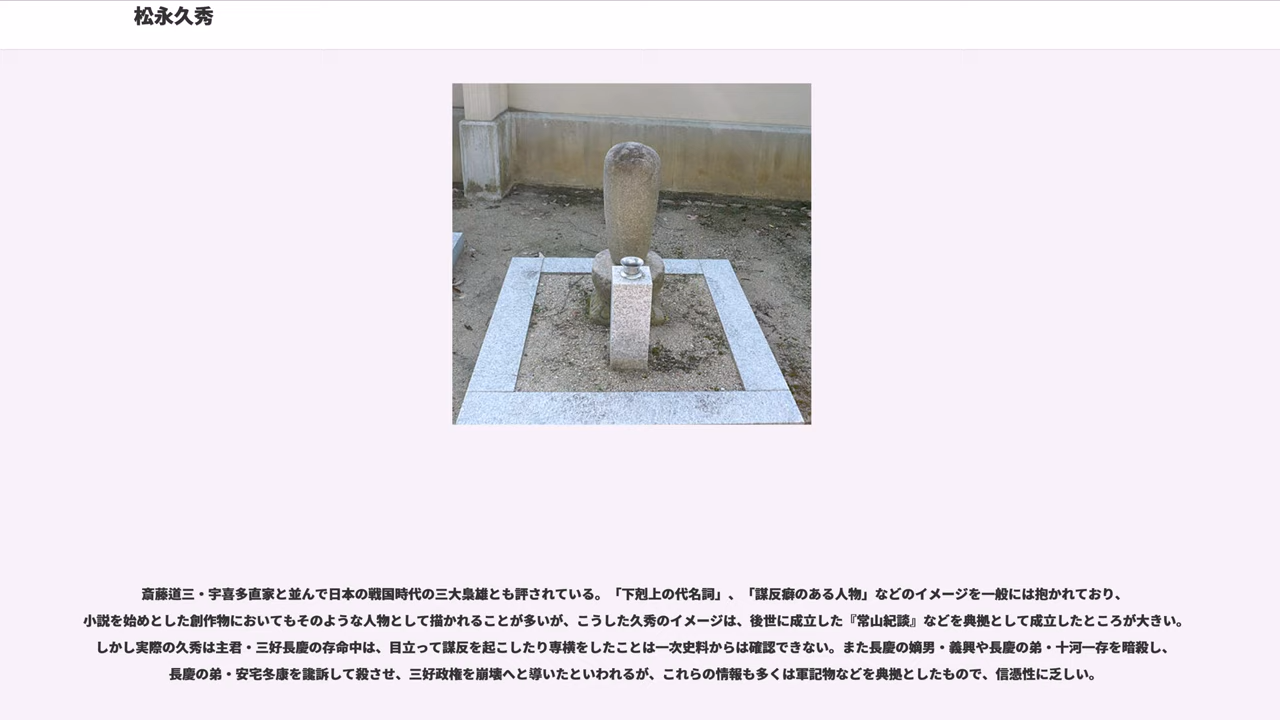 松永久秀
斎藤道三・宇喜多直家と並んで日本の戦国時代の三大梟雄とも評されている。「下剋上の代名詞」、「謀反癖のある人物」などのイメージを一般には抱かれており、
小説を始めとした創作物においてもそのような人物として描かれることが多いが、こうした久秀のイメージは、後世に成立した『常山紀談』などを典拠として成立したところが大きい。
しかし実際の久秀は主君・三好長慶の存命中は、目立って謀反を起こしたり専横をしたことは一次史料からは確認できない。また長慶の嫡男・義興や長慶の弟・十河一存を暗殺し、
長慶の弟・安宅冬康を讒訴して殺させ、三好政権を崩壊へと導いたといわれるが、これらの情報も多くは軍記物などを典拠としたもので、信憑性に乏しい。